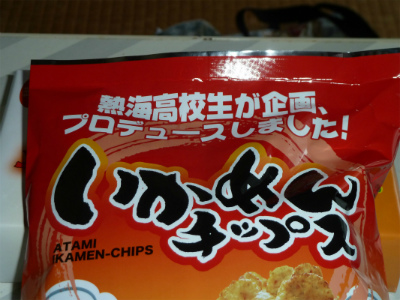 熱海高校生が企画、
プロデュースしました!
いかめん
チップス
ATAMI
IKAMEN-CHIPS